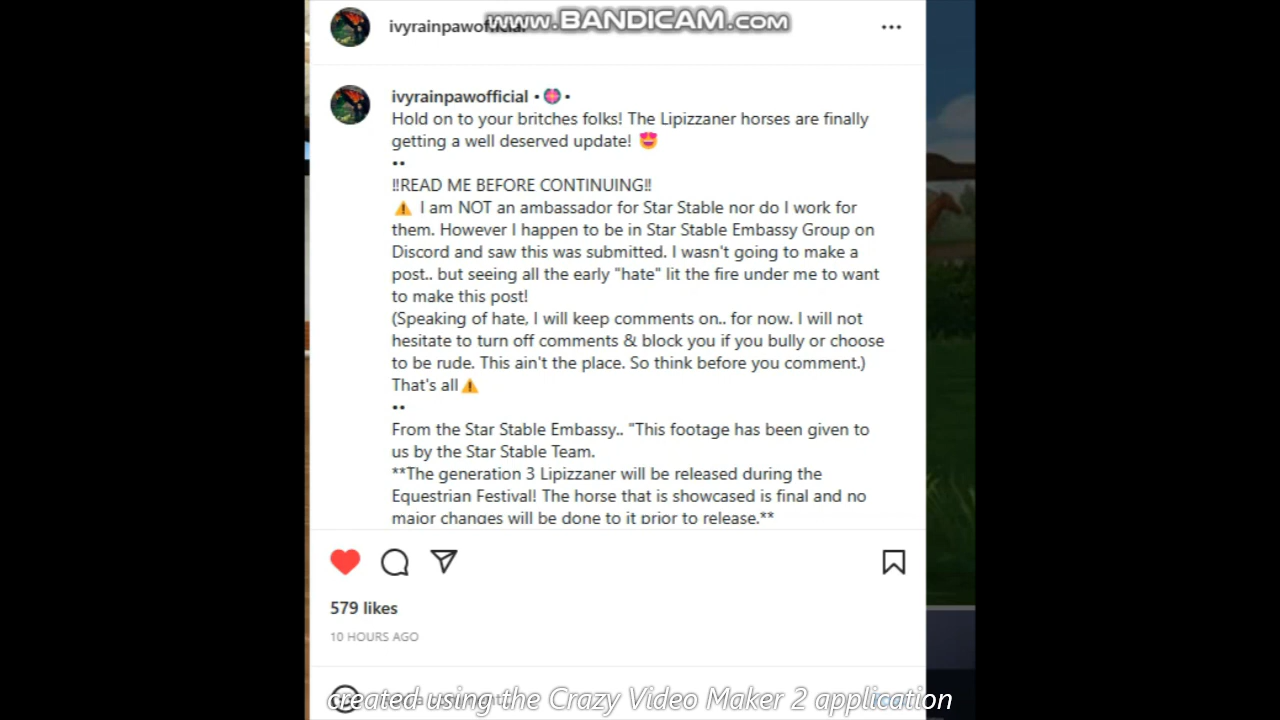 www.BANDICAM.com
ivyrainpawofficial
ivyrainpawofficial • •
Hold on to your britches folks! The Lipizzaner horses are finally
getting a well deserved update! 😍
••
‼READ ME BEFORE CONTINUING‼
⚠ I am NOT an ambassador for Star Stable nor do I work for
them. However I happen to be in Star Stable Embassy Group on
Discord and saw this was submitted. I wasn't going to make a
post.. but seeing all the early "hate" lit the fire under me to want
to make this post!
(Speaking of hate, I will keep comments on.. for now. I will not
hesitate to turn off comments & block you if you bully or choose
to be rude. This ain't the place. So think before you comment.)
That's all⚠
••
From the Star Stable Embassy.. "This footage has been given to
us by the Star Stable Team.
**The generation 3 Lipizzaner will be released during the
Equestrian Festival! The horse that is showcased is final and no
major changes will be done to it prior to release.**
579 likes
10 HOURS AGO
created using the Crazy Video Maker 2 application